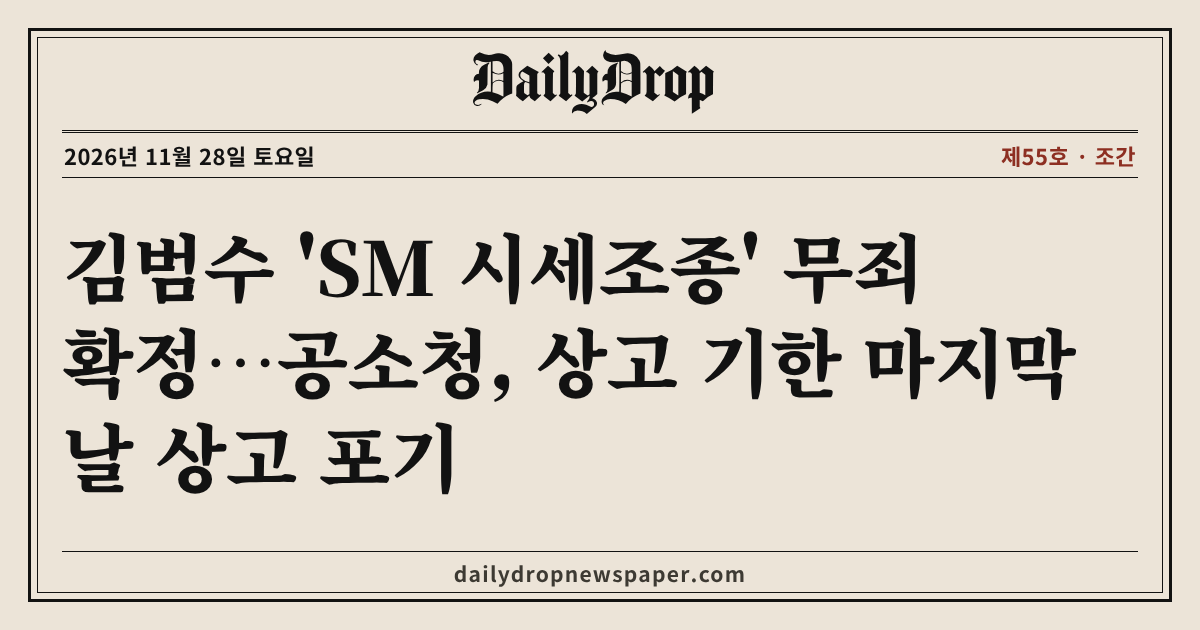 DailyDrop
2026년 11월 28일 토요일
제55호 · 조간
김범수 'SM 시세조종' 무죄
확정…공소청, 상고 기한 마지막
날 상고 포기
dailydropnewspaper.com